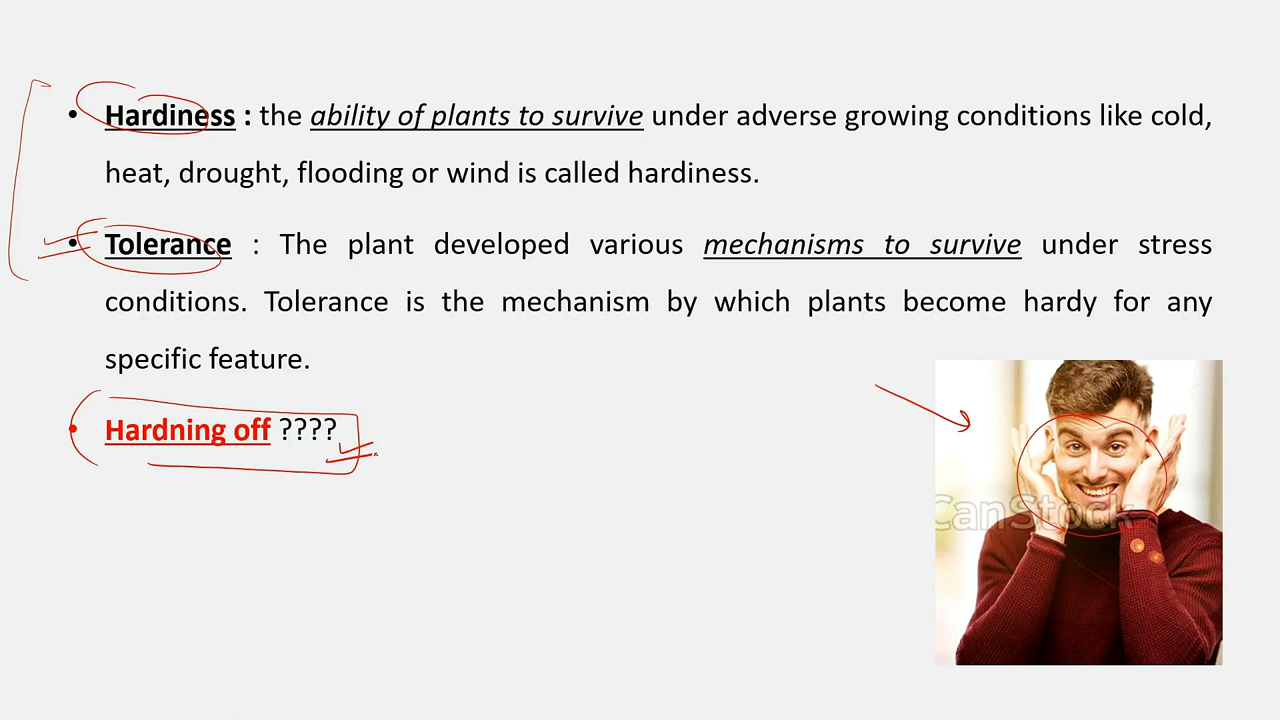 • Hardiness : the ability of plants to survive under adverse growing conditions like cold,
heat, drought, flooding or wind is called hardiness.
• Tolerance : The plant developed various mechanisms to survive under stress
conditions. Tolerance is the mechanism by which plants become hardy for any
specific feature.
• Hardning off ????
CanStock